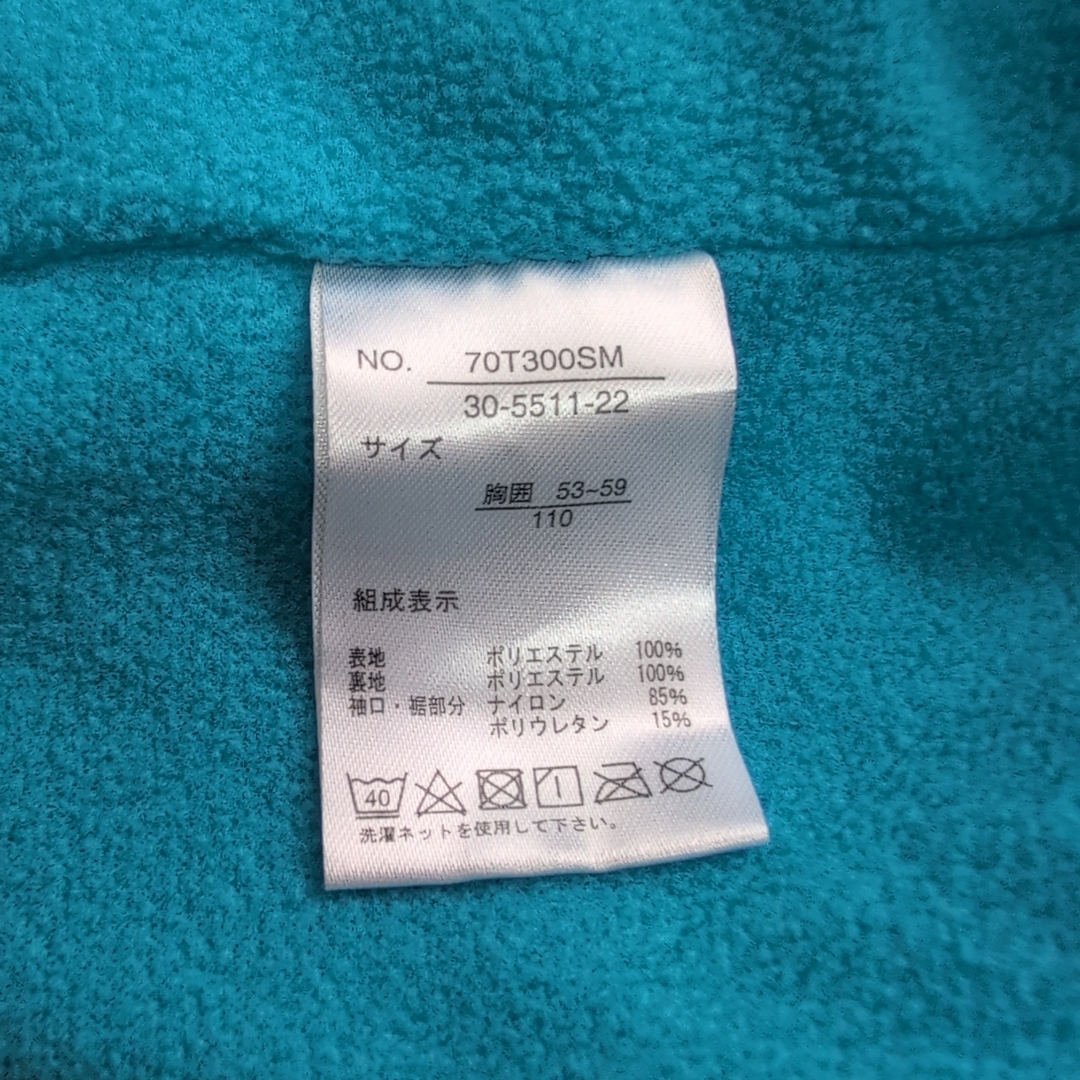 NO. 70T300SM
30-5511-22
サイズ
胸囲 53~59
110
組成表示
表地 ポリエステル 100%
裏地 ポリエステル 100%
袖口・裾部分 ナイロン 85%
ポリウレタン 15%
40
洗濯ネットを使用して下さい。